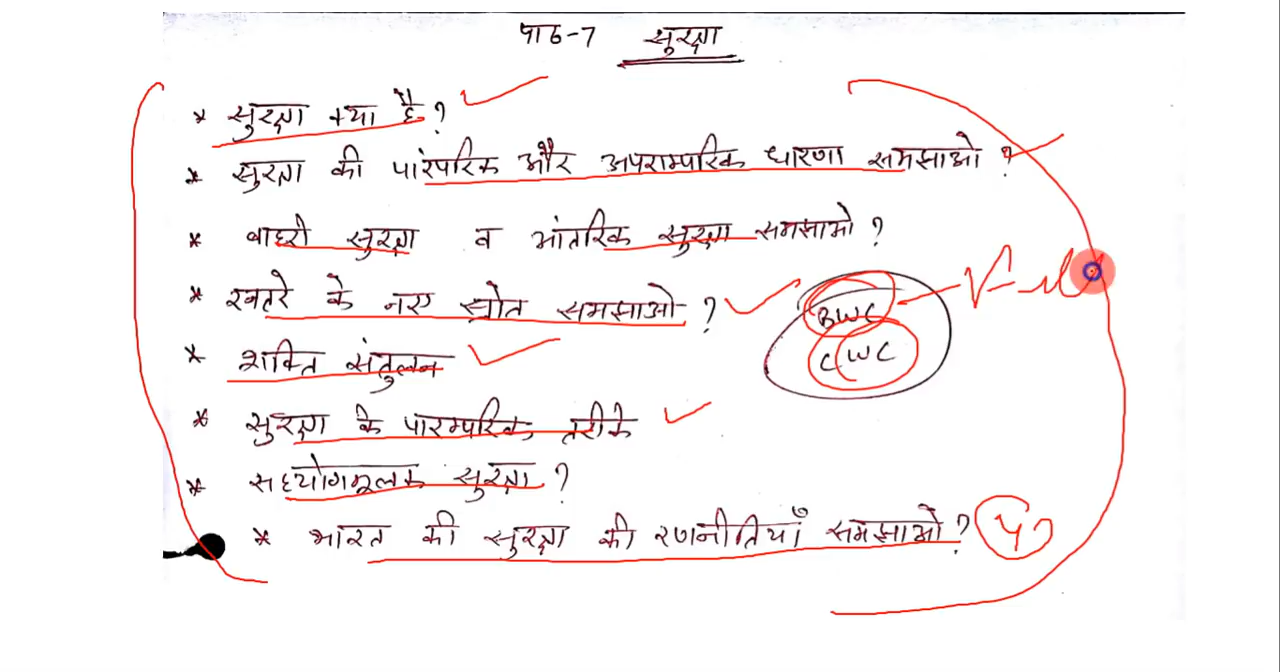 पाठ-7 सुरक्षा
* सुरक्षा क्या है?
* सुरक्षा की पारंपरिक और अपराम्परिक धारणा समझाओ?
* बाहरी सुरक्षा व आंतरिक सुरक्षा समझाओ?
* खतरे के नए स्रोत समझाओ?
BWC
CWC
* शक्ति संतुलन
* सुरक्षा के पारम्परिक तरीके
* सहयोगमूलक सुरक्षा?
* भारत की सुरक्षा की रणनीतियाँ समझाओ?